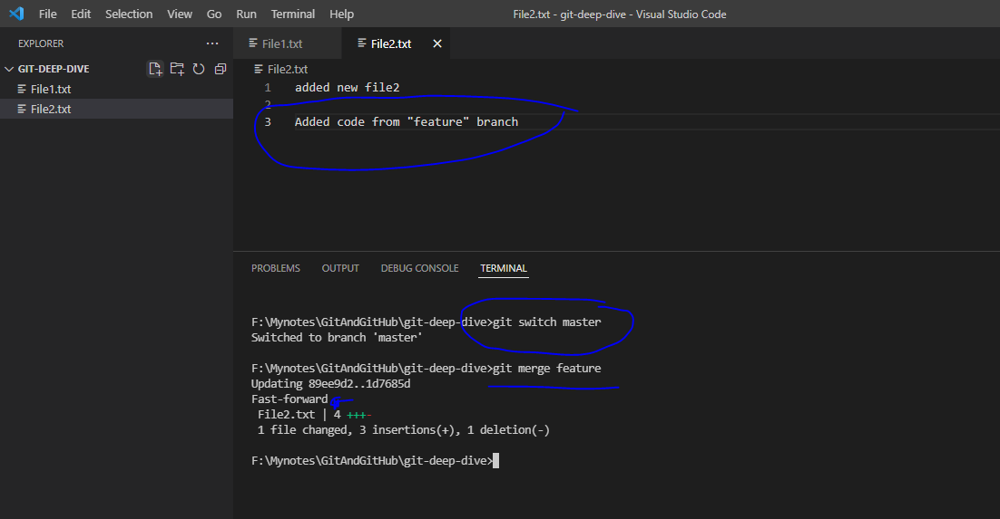 File Edit Selection View Go Run Terminal Help File2.txt - git-deep-dive - Visual Studio Code
EXPLORER ...
GIT-DEEP-DIVE
File1.txt
File2.txt
File1.txt File2.txt
File2.txt
1 added new file2
2
3 Added code from "feature" branch
PROBLEMS OUTPUT DEBUG CONSOLE TERMINAL
F:\Mynotes\GitAndGitHub\git-deep-dive>git switch master
Switched to branch 'master'
F:\Mynotes\GitAndGitHub\git-deep-dive>git merge feature
Updating 89ee9d2..1d7685d
Fast-forward
File2.txt | 4 +++-
1 file changed, 3 insertions(+), 1 deletion(-)
F:\Mynotes\GitAndGitHub\git-deep-dive>